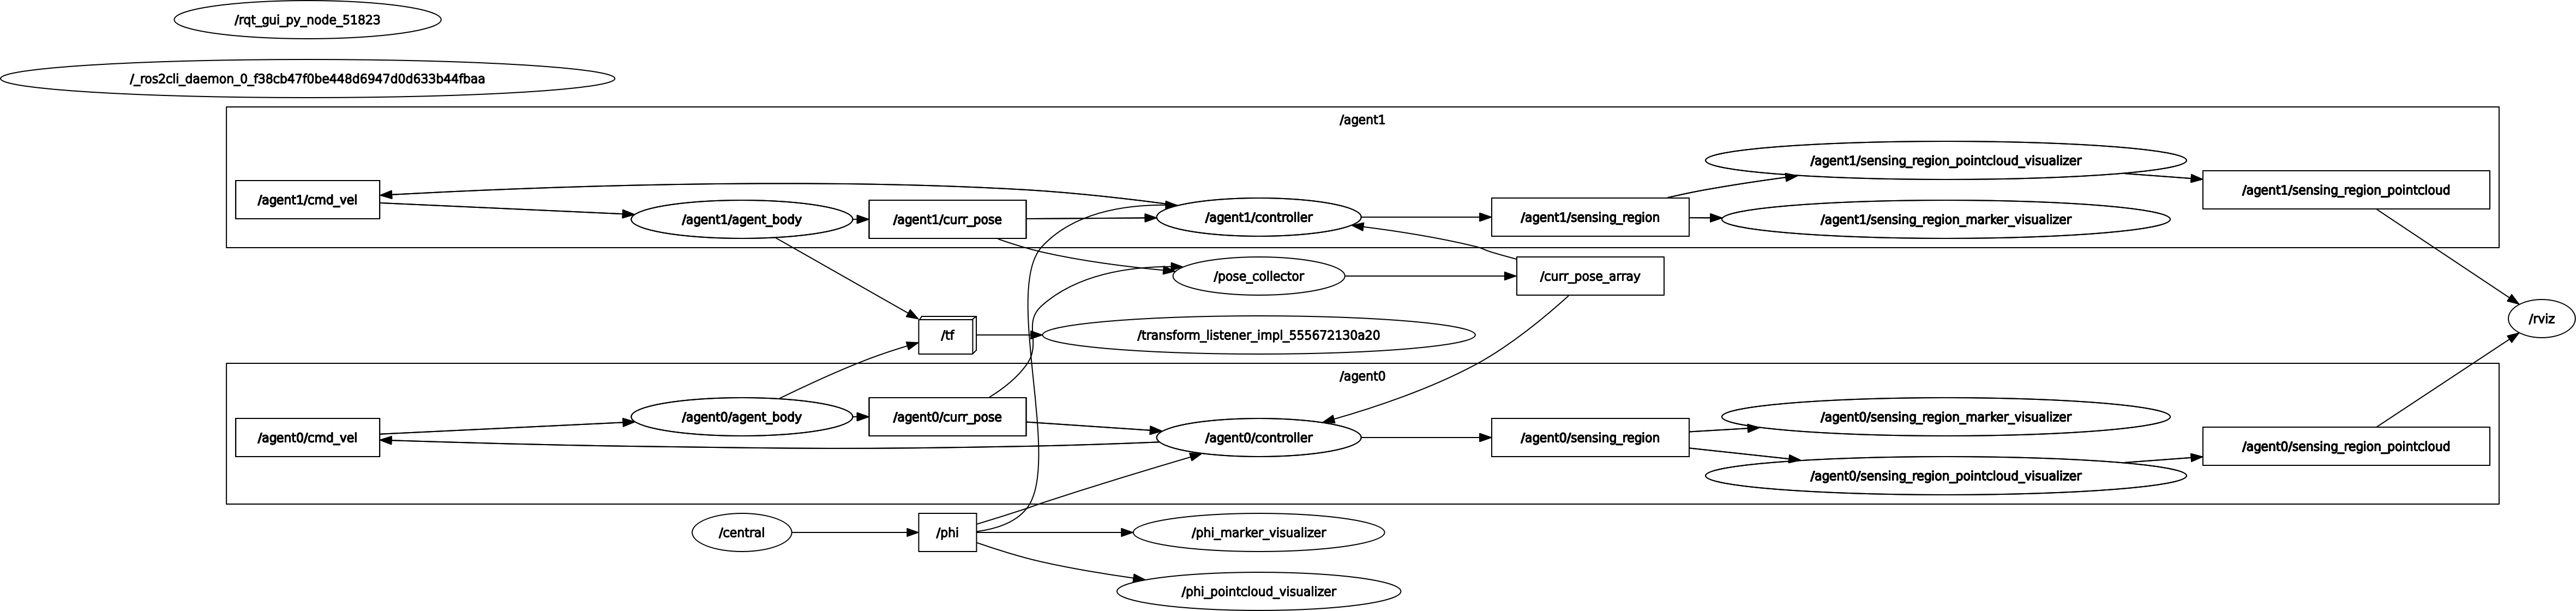 /rqt_gui_py_node_51823
/_ros2cli_daemon_0_f38cb47f0be448d6947d0d633b44fbaa
/agent1
/agent1/cmd_vel
/agent1/agent_body
/agent1/curr_pose
/agent1/controller
/agent1/sensing_region
/agent1/sensing_region_pointcloud_visualizer
/agent1/sensing_region_marker_visualizer
/agent1/sensing_region_pointcloud
/pose_collector
/curr_pose_array
/tf
/transform_listener_impl_555672130a20
/rviz
/agent0
/agent0/cmd_vel
/agent0/agent_body
/agent0/curr_pose
/agent0/controller
/agent0/sensing_region
/agent0/sensing_region_marker_visualizer
/agent0/sensing_region_pointcloud_visualizer
/agent0/sensing_region_pointcloud
/central
/phi
/phi_marker_visualizer
/phi_pointcloud_visualizer